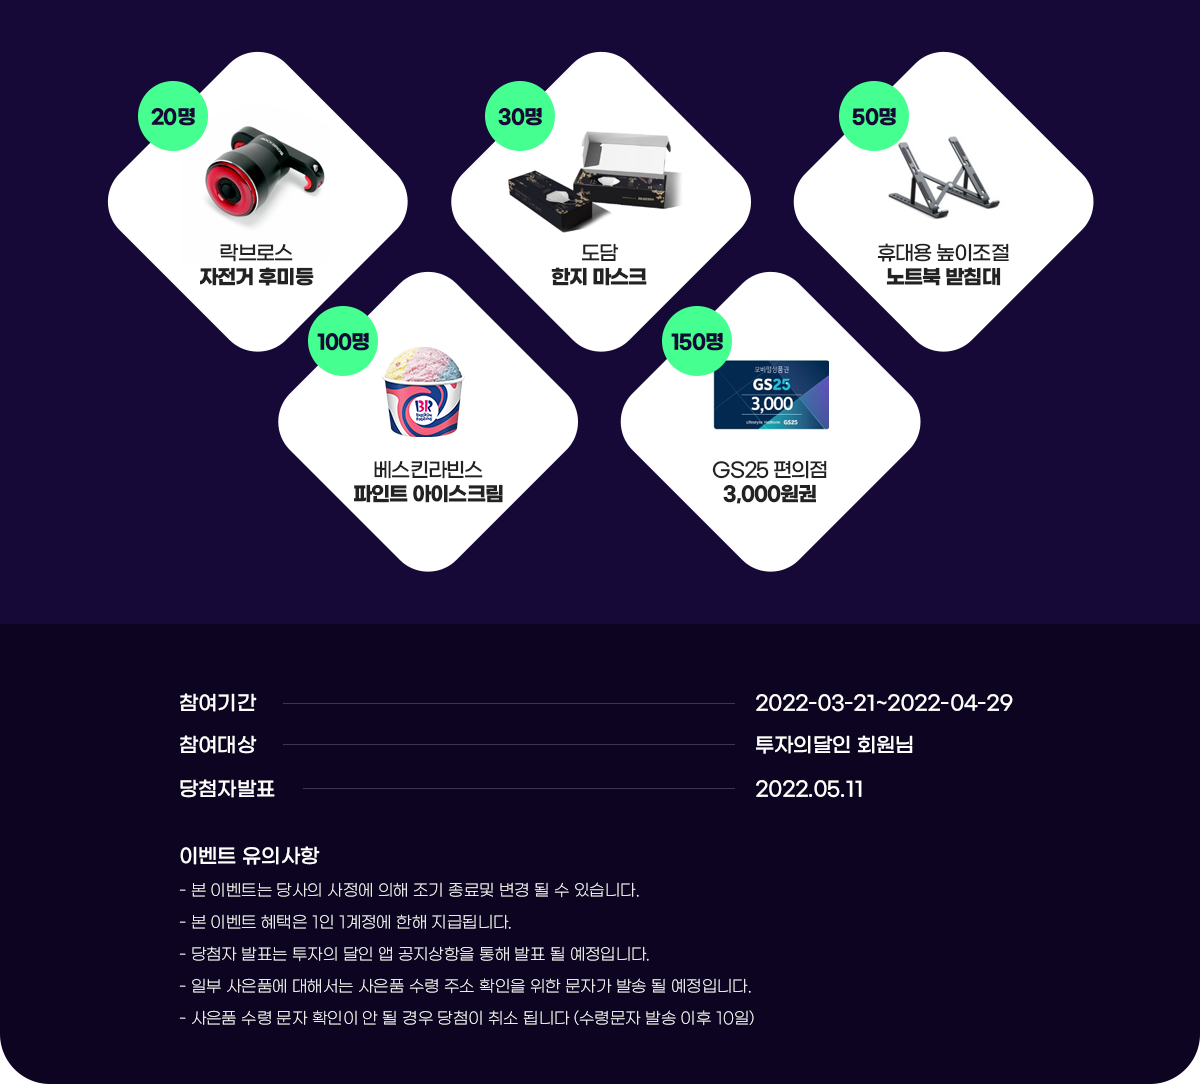 20명
락브로스
자전거 후미등
30명
도담
한지 마스크
50명
휴대용 높이조절
노트북 받침대
100명
BR
baskin
robbins
베스킨라빈스
파인트 아이스크림
150명
모바일상품권
GS25
3,000
Lifestyle Platform GS25
GS25 편의점
3,000원권
참여기간 2022-03-21~2022-04-29
참여대상 투자의달인 회원님
당첨자발표 2022.05.11
이벤트 유의사항
- 본 이벤트는 당사의 사정에 의해 조기 종료및 변경 될 수 있습니다.
- 본 이벤트 혜택은 1인 1계정에 한해 지급됩니다.
- 당첨자 발표는 투자의 달인 앱 공지상항을 통해 발표 될 예정입니다.
- 일부 사은품에 대해서는 사은품 수령 주소 확인을 위한 문자가 발송 될 예정입니다.
- 사은품 수령 문자 확인이 안 될 경우 당첨이 취소 됩니다 (수령문자 발송 이후 10일)